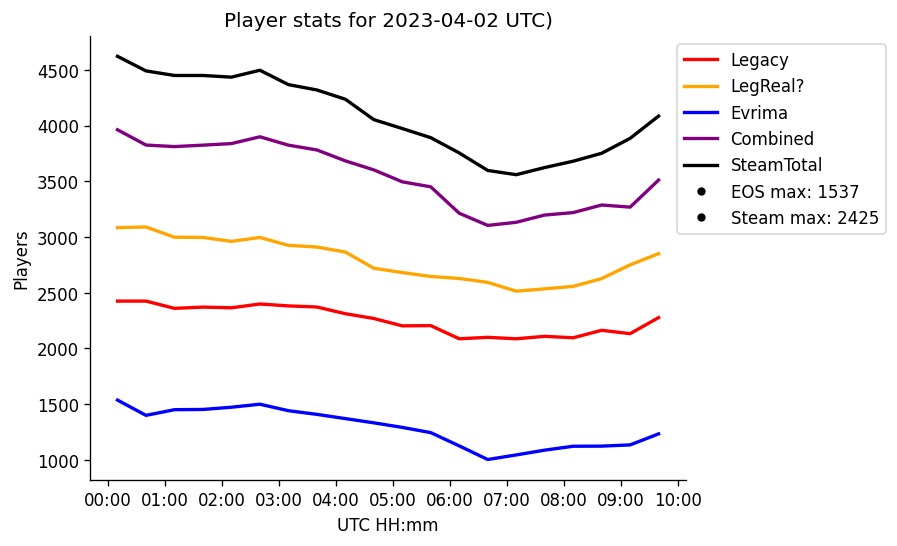 Player stats for 2023-04-02 UTC)
Players
4500
4000
3500
3000
2500
2000
1500
1000
00:00 01:00 02:00 03:00 04:00 05:00 06:00 07:00 08:00 09:00 10:00
UTC HH:mm
Legacy
LegReal?
Evrima
Combined
SteamTotal
EOS max: 1537
Steam max: 2425